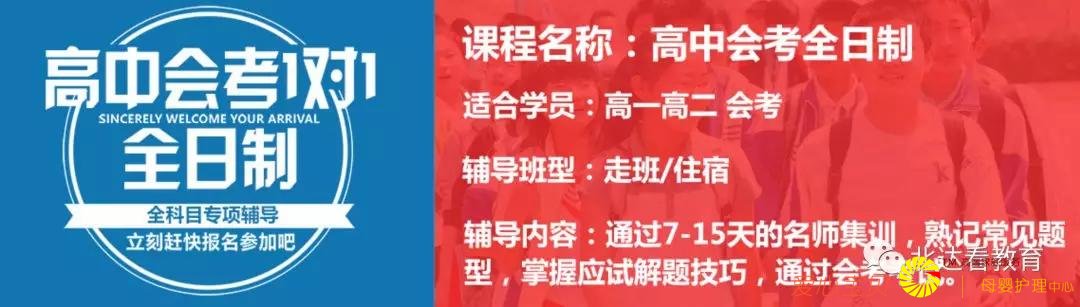 高中会考1对1
SINCERELY WELCOME YOUR ARRIVAL
全日制
全科目专项辅导
立刻赶快报名参加吧
课程名称：高中会考全日制
适合学员：高一高二 会考
辅导班型：走班/住宿
辅导内容：通过7-15天的名师集训，熟记常见题
型，掌握应试解题技巧，通过会考
北达看教育
母婴护理中心